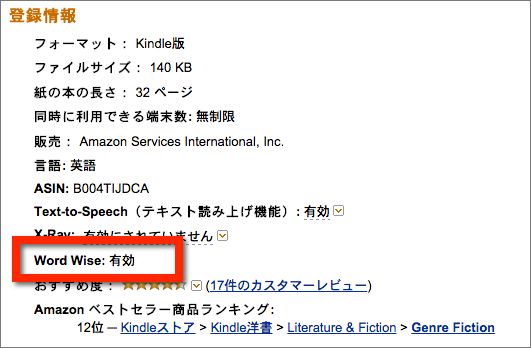 登録情報
フォーマット： Kindle版
ファイルサイズ： 140 KB
紙の本の長さ： 32 ページ
同時に利用できる端末数: 無制限
販売： Amazon Services International, Inc.
言語: 英語
ASIN: B004TIJDCA
Text-to-Speech（テキスト読み上げ機能）: 有効
X-Ray: 有効にされていません
Word Wise: 有効
おすすめ度： (17件のカスタマーレビュー)
Amazon ベストセラー商品ランキング:
12位 ─ Kindleストア > Kindle洋書 > Literature & Fiction > Genre Fiction